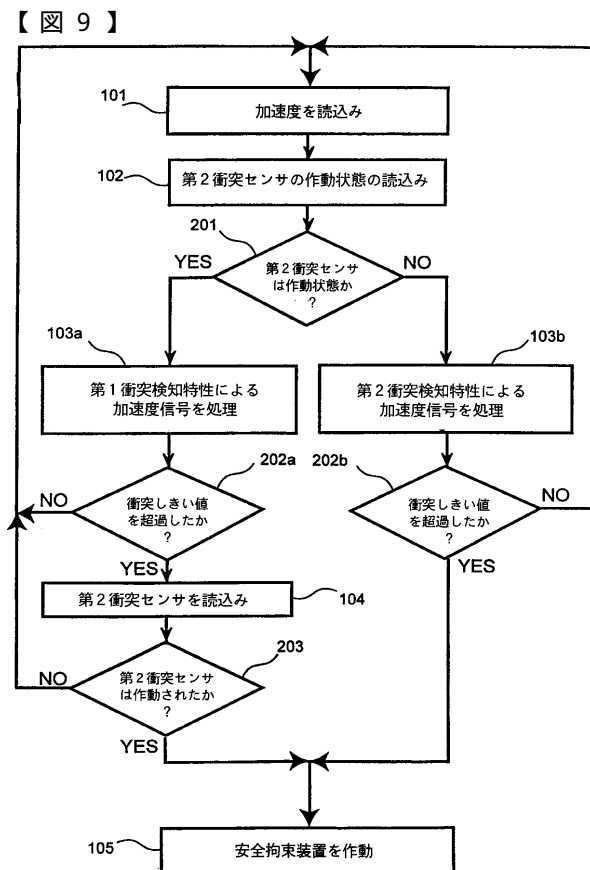 【図9】
101
加速度を読込み
102
第2衝突センサの作動状態の読込み
201
YES
第2衝突センサ
は作動状態か
?
NO
103a
第1衝突検知特性による
加速度信号を処理
103b
第2衝突検知特性による
加速度信号を処理
202a
NO
衝突しきい値
を超過したか
?
YES
202b
衝突しきい値
を超過したか
?
NO
YES
第2衝突センサを読込み
104
203
NO
第2衝突センサ
は作動されたか
?
YES
105
安全拘束装置を作動